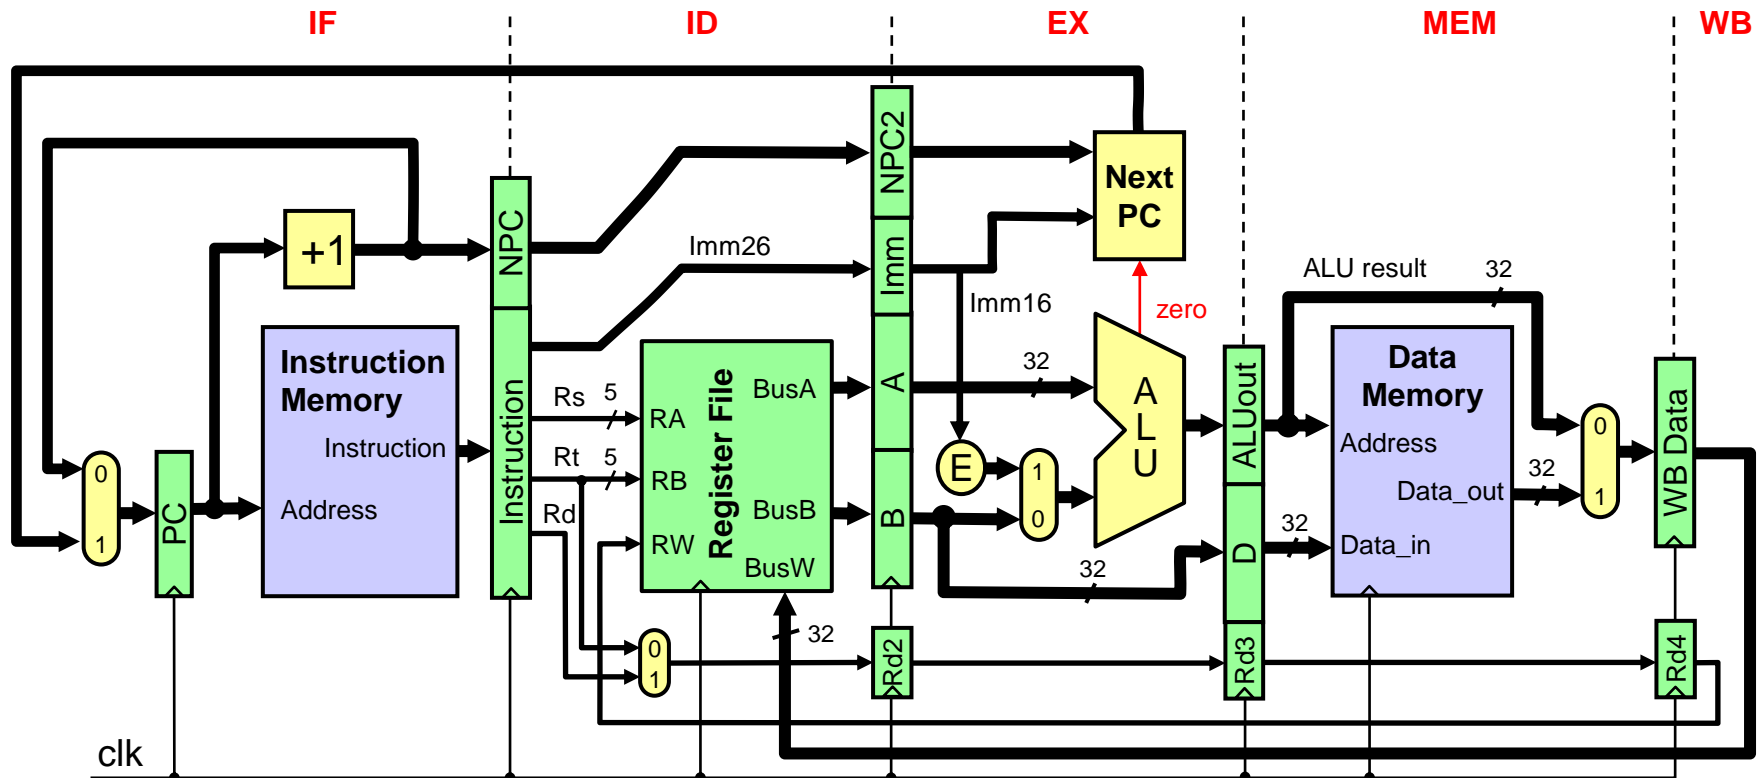 IF
ID
EX
MEM
WB
+1
NPC
NPC2
Next
PC
Imm26
Imm
Imm16
zero
ALU result
32
Instruction
Memory
Instruction
Address
Instruction
Rs
5
Rt
5
Rd
RA
RB
RW
Register File
BusA
BusB
BusW
A
B
32
E
1
0
A
L
U
ALUout
D
32
32
Data
Memory
Address
Data_out
Data_in
32
0
1
WB Data
0
1
PC
32
0
1
Rd2
Rd3
Rd4
clk